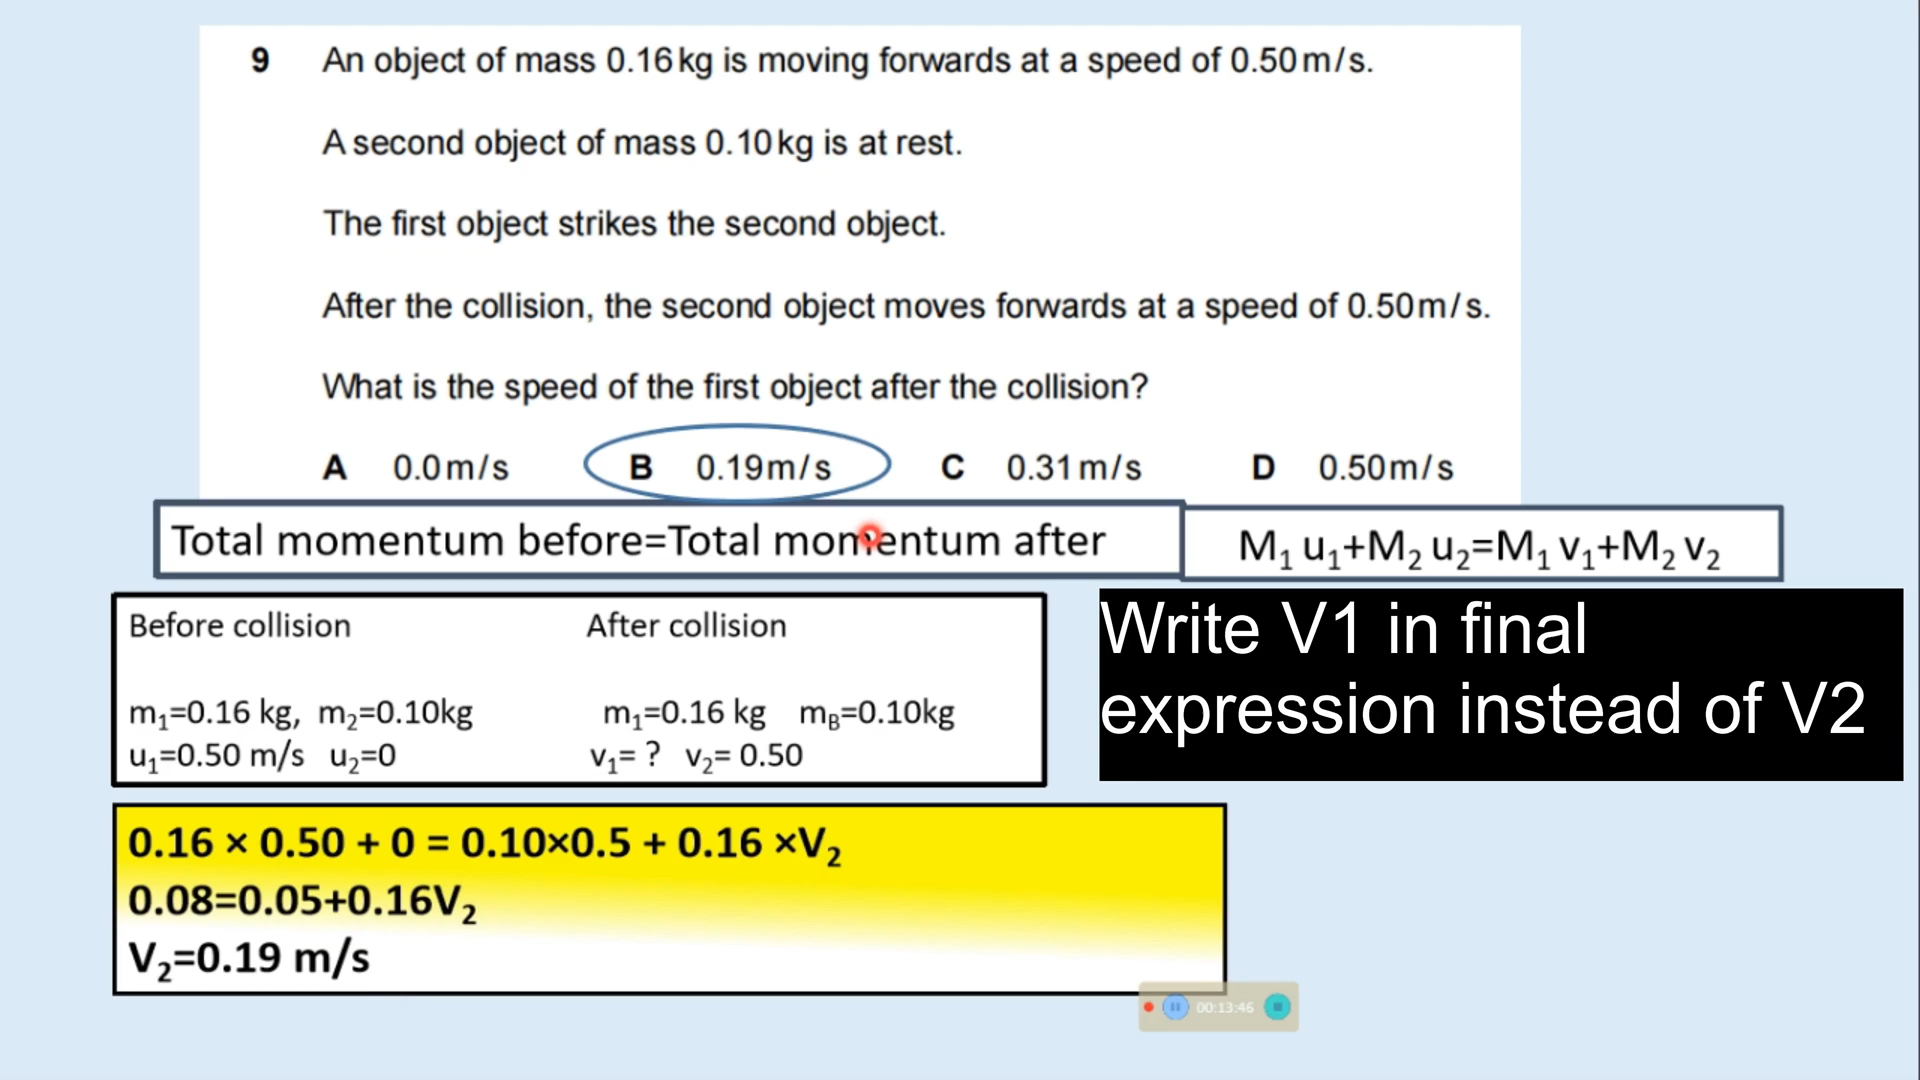 9 An object of mass 0.16 kg is moving forwards at a speed of 0.50 m/s.
A second object of mass 0.10 kg is at rest.
The first object strikes the second object.
After the collision, the second object moves forwards at a speed of 0.50 m/s.
What is the speed of the first object after the collision?
A 0.0 m/s B 0.19 m/s C 0.31 m/s D 0.50 m/s
Total momentum before=Total momentum after
M₁ u₁+M₂ u₂=M₁ v₁+M₂ v₂
Before collision After collision
m₁=0.16 kg, m₂=0.10kg m₁=0.16 kg m_B=0.10kg
u₁=0.50 m/s u₂=0 v₁= ? v₂= 0.50
Write V1 in final
expression instead of V2
0.16 × 0.50 + 0 = 0.10×0.5 + 0.16 ×V₂
0.08=0.05+0.16V₂
V₂=0.19 m/s
00:13:46